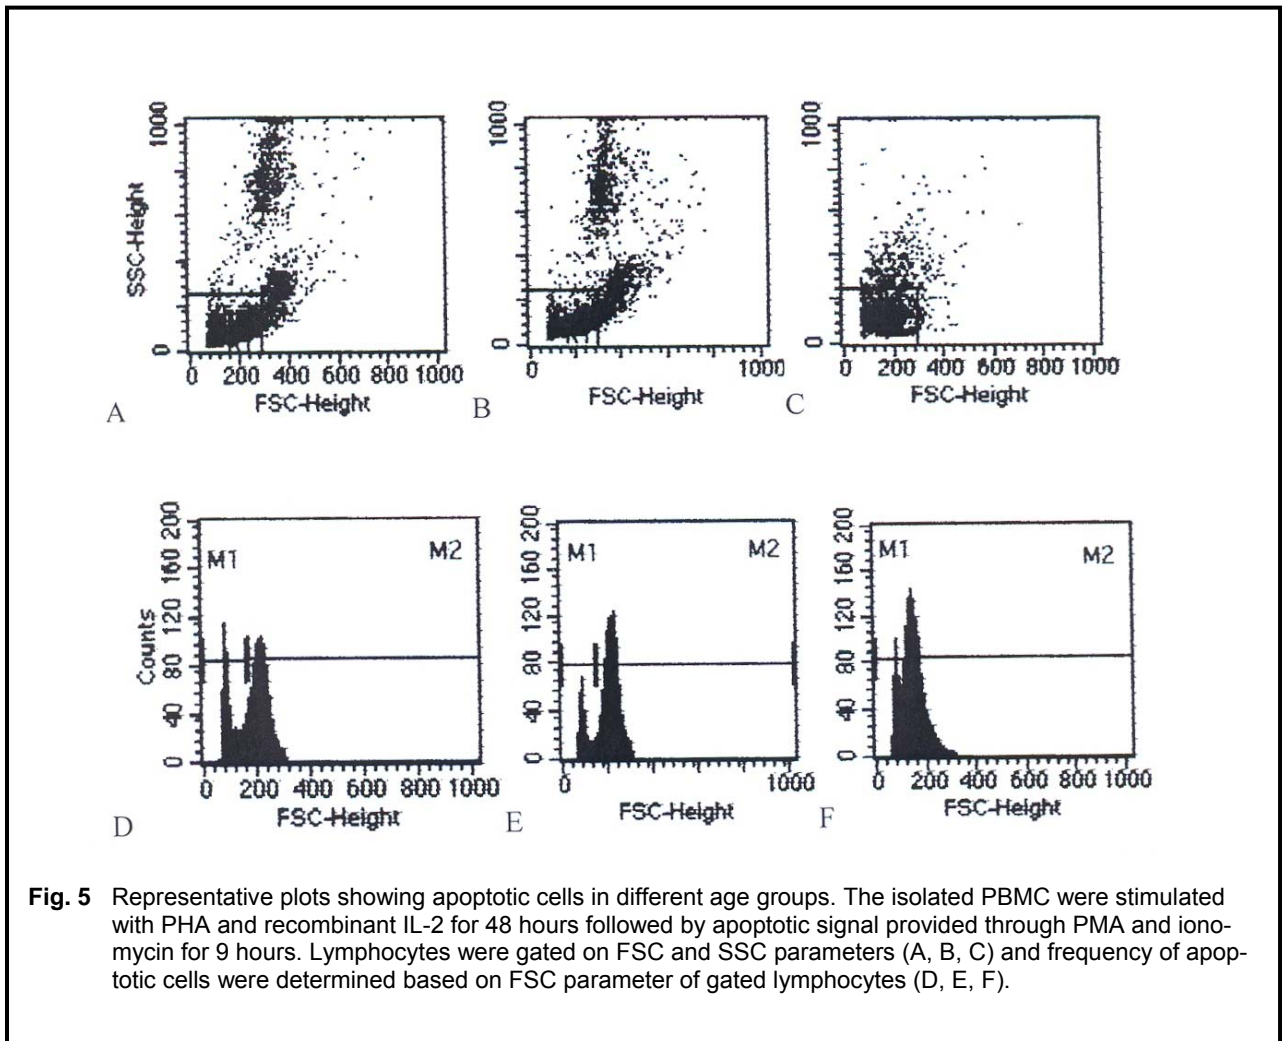 1000
0
SSC-Height
0 200 400 600 800 1000
FSC-Height
A
1000
0
0 1000
FSC-Height
B
1000
0
0 200 400 600 800 1000
FSC-Height
C
200
160
120
80
40
0
Counts
M1 M2
0 200 400 600 800 1000
FSC-Height
D
200
160
120
80
40
0
M1 M2
0 1000
FSC-Height
E
200
160
120
80
40
0
M1 M2
0 200 400 600 800 1000
FSC-Height
F
Fig. 5 Representative plots showing apoptotic cells in different age groups. The isolated PBMC were stimulated
with PHA and recombinant IL-2 for 48 hours followed by apoptotic signal provided through PMA and iono-
mycin for 9 hours. Lymphocytes were gated on FSC and SSC parameters (A, B, C) and frequency of apop-
totic cells were determined based on FSC parameter of gated lymphocytes (D, E, F).